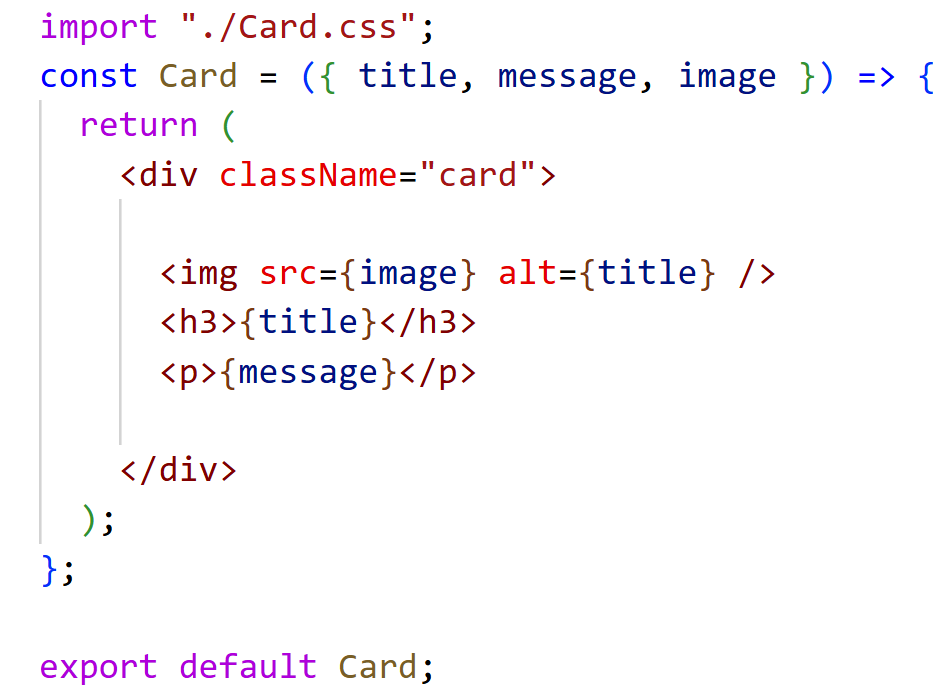 import "./Card.css";
const Card = ({ title, message, image }) => {
  return (
    <div className="card">

      <img src={image} alt={title} />
      <h3>{title}</h3>
      <p>{message}</p>

    </div>
  );
};

export default Card;